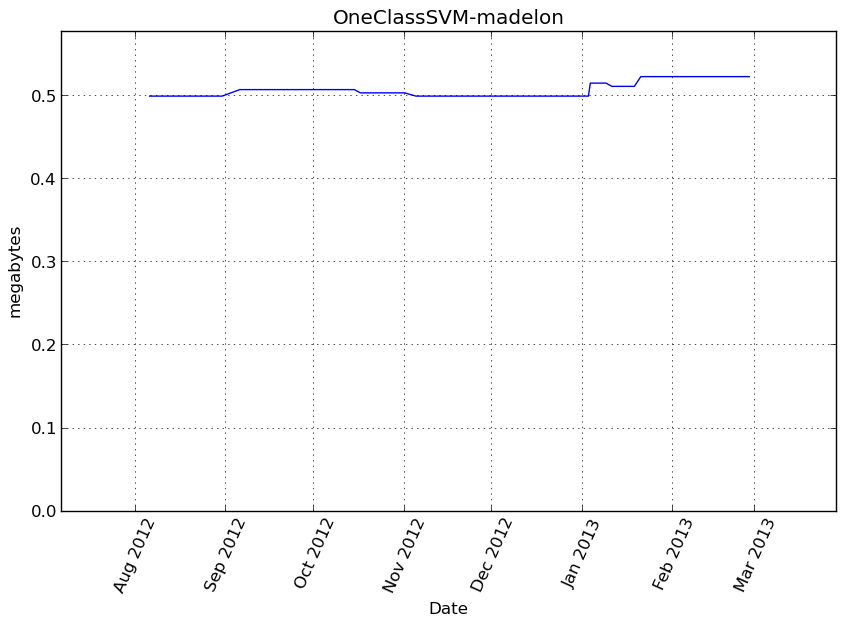 OneClassSVM-madelon
megabytes
0.5
0.4
0.3
0.2
0.1
0.0
Aug 2012
Sep 2012
Oct 2012
Nov 2012
Dec 2012
Jan 2013
Feb 2013
Mar 2013
Date